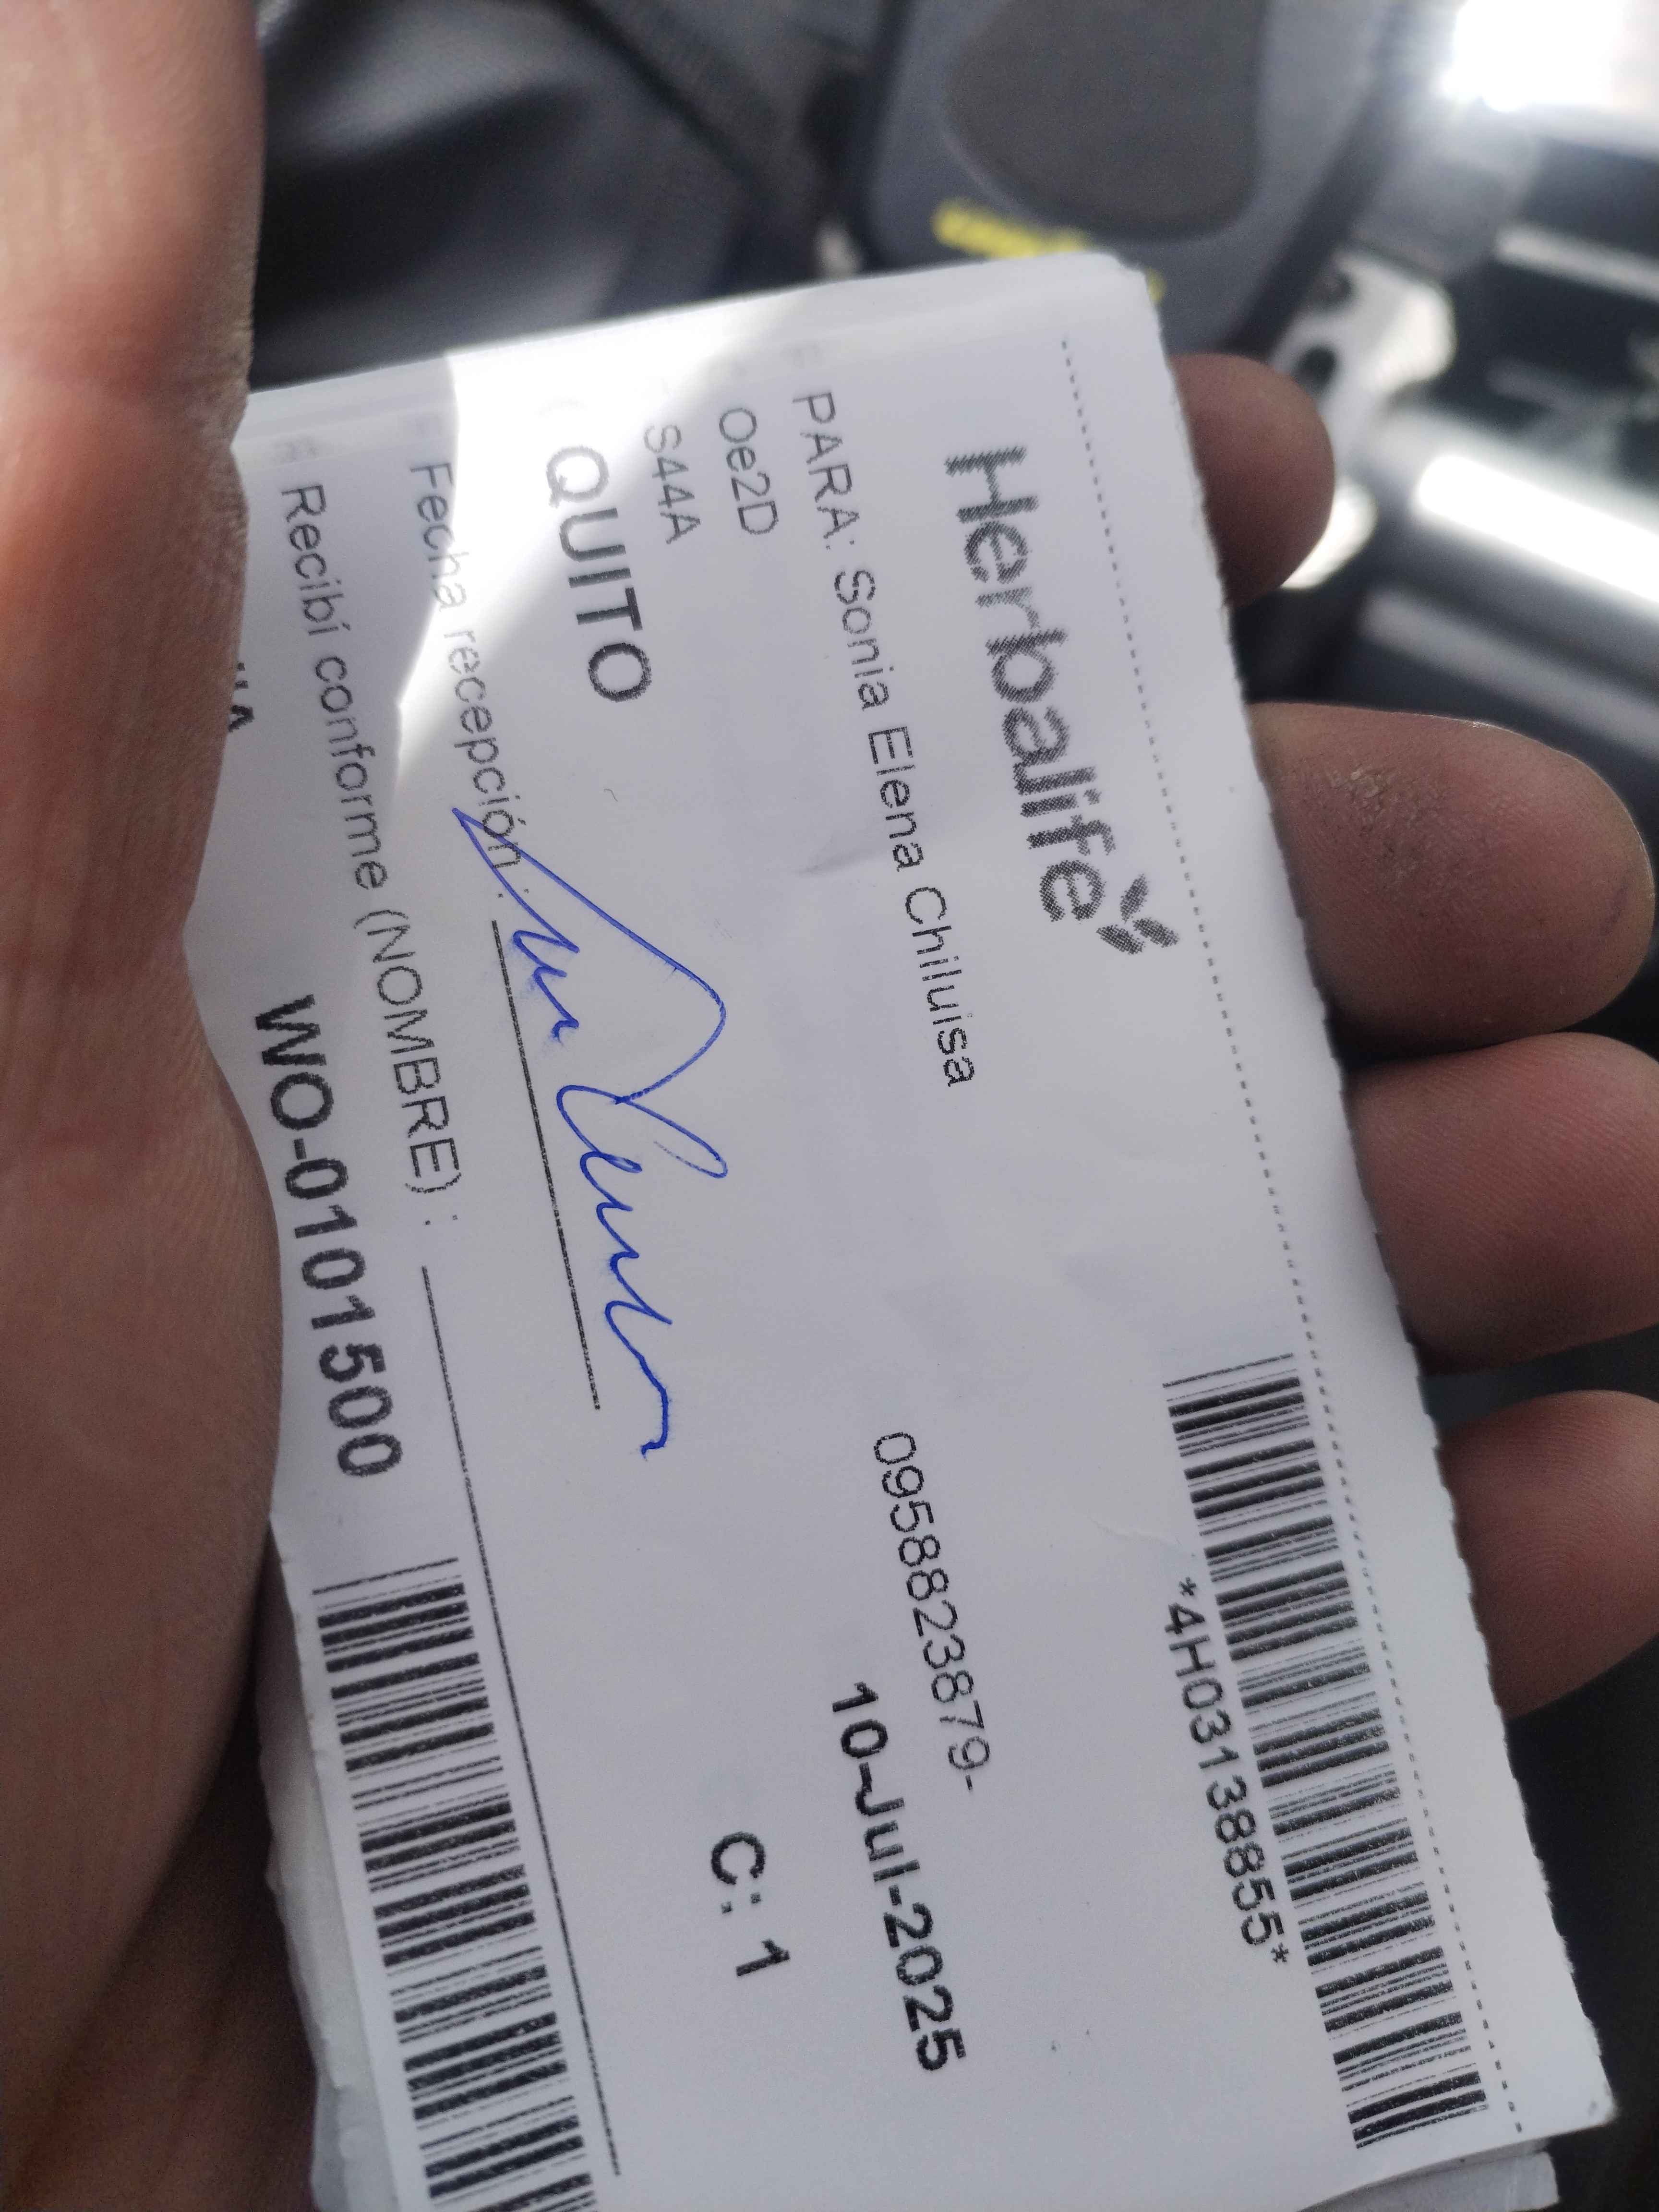 Herbalife
*4H03138855*
PARA: Sonia Elena Chiluisa
0958823879-
Oe2D
10-Jul-2025
S44A
QUITO
C: 1
Fecha recepción :
Recibí conforme (NOMBRE) :
WO-0101500